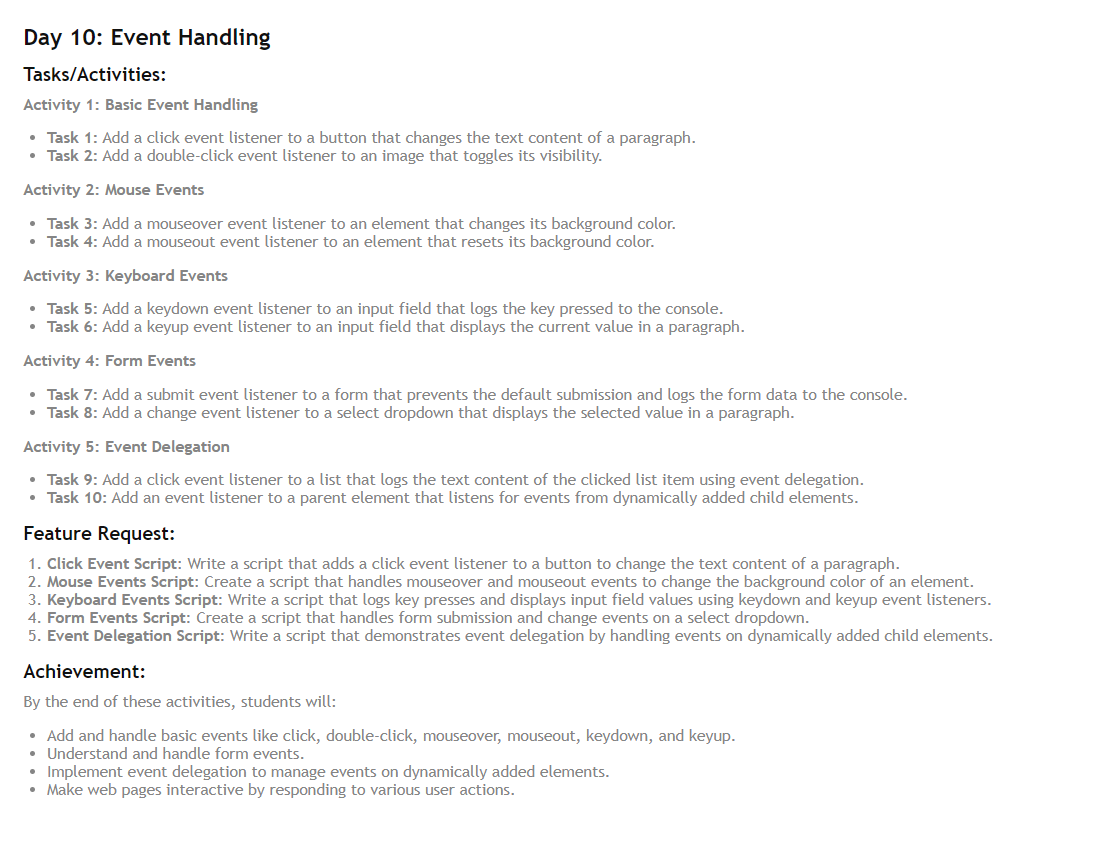 Day 10: Event Handling
Tasks/Activities:
Activity 1: Basic Event Handling
• Task 1: Add a click event listener to a button that changes the text content of a paragraph.
• Task 2: Add a double-click event listener to an image that toggles its visibility.
Activity 2: Mouse Events
• Task 3: Add a mouseover event listener to an element that changes its background color.
• Task 4: Add a mouseout event listener to an element that resets its background color.
Activity 3: Keyboard Events
• Task 5: Add a keydown event listener to an input field that logs the key pressed to the console.
• Task 6: Add a keyup event listener to an input field that displays the current value in a paragraph.
Activity 4: Form Events
• Task 7: Add a submit event listener to a form that prevents the default submission and logs the form data to the console.
• Task 8: Add a change event listener to a select dropdown that displays the selected value in a paragraph.
Activity 5: Event Delegation
• Task 9: Add a click event listener to a list that logs the text content of the clicked list item using event delegation.
• Task 10: Add an event listener to a parent element that listens for events from dynamically added child elements.
Feature Request:
1. Click Event Script: Write a script that adds a click event listener to a button to change the text content of a paragraph.
2. Mouse Events Script: Create a script that handles mouseover and mouseout events to change the background color of an element.
3. Keyboard Events Script: Write a script that logs key presses and displays input field values using keydown and keyup event listeners.
4. Form Events Script: Create a script that handles form submission and change events on a select dropdown.
5. Event Delegation Script: Write a script that demonstrates event delegation by handling events on dynamically added child elements.
Achievement:
By the end of these activities, students will:
• Add and handle basic events like click, double-click, mouseover, mouseout, keydown, and keyup.
• Understand and handle form events.
• Implement event delegation to manage events on dynamically added elements.
• Make web pages interactive by responding to various user actions.